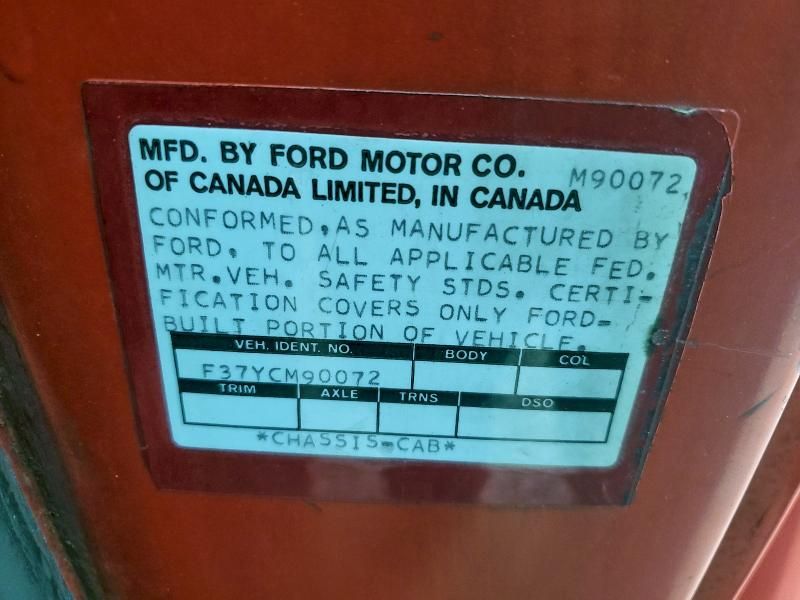 MFD. BY FORD MOTOR CO.
M90072
OF CANADA LIMITED, IN CANADA
CONFORMED, AS MANUFACTURED BY
FORD, TO ALL APPLICABLE FED.
MTR.VEH. SAFETY STDS. CERTI-
FICATION COVERS ONLY FORD-
BUILT PORTION OF VEHICLE.
VEH. IDENT. NO. BODY COL
F37YCM90072
TRIM AXLE TRNS DSO
*CHASSIS-CAB*